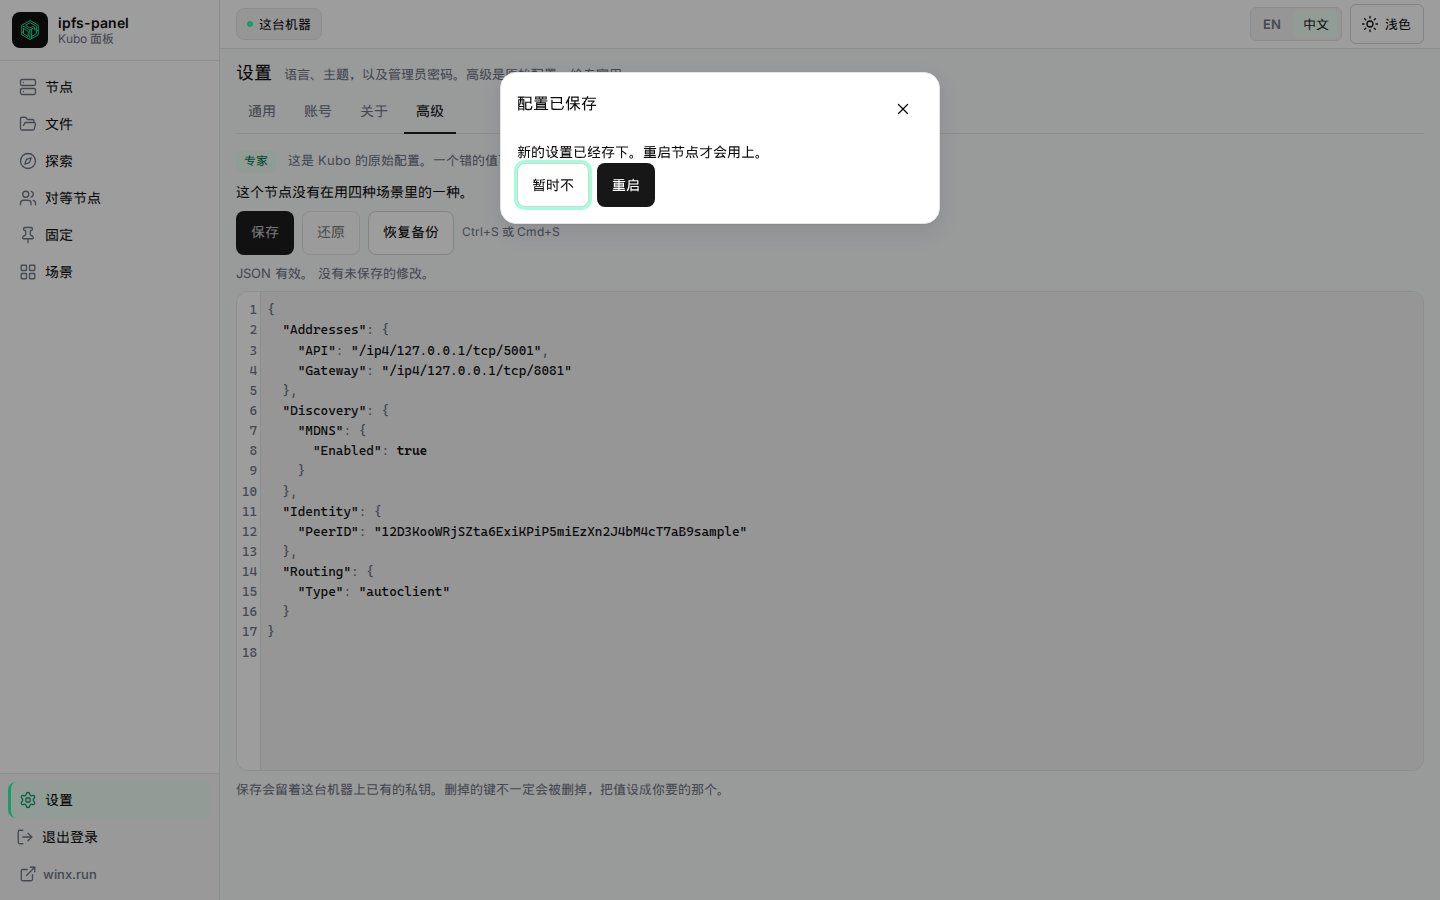 ipfs-panel
Kubo 面板
节点
文件
探索
对等节点
固定
场景
设置
退出登录
winx.run
这台机器
EN
中文
浅色
设置
语言、主题，以及管理员密码。高级是原始配置，给专家用。
通用
账号
关于
高级
专家
这是 Kubo 的原始配置。一个错的值
这个节点没有在用四种场景里的一种。
保存
还原
恢复备份
Ctrl+S 或 Cmd+S
JSON 有效。 没有未保存的修改。
1 {
2 "Addresses": {
3 "API": "/ip4/127.0.0.1/tcp/5001",
4 "Gateway": "/ip4/127.0.0.1/tcp/8081"
5 },
6 "Discovery": {
7 "MDNS": {
8 "Enabled": true
9 }
10 },
11 "Identity": {
12 "PeerID": "12D3KooWRjSZta6ExiKPiP5miEzXn2J4bM4cT7aB9sample"
13 },
14 "Routing": {
15 "Type": "autoclient"
16 }
17 }
18
保存会留着这台机器上已有的私钥。删掉的键不一定会被删掉，把值设成你要的那个。
配置已保存
新的设置已经存下。重启节点才会用上。
暂时不
重启